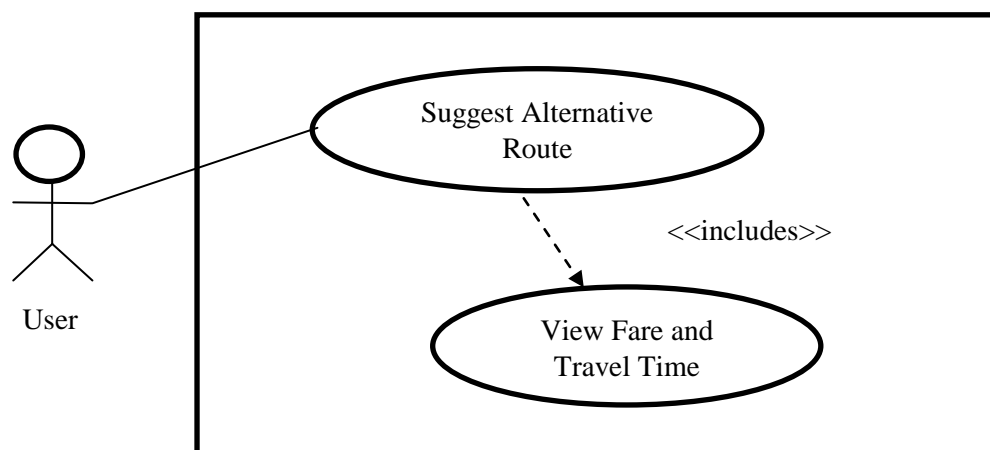 Suggest Alternative
Route
<<includes>>
User
View Fare and
Travel Time